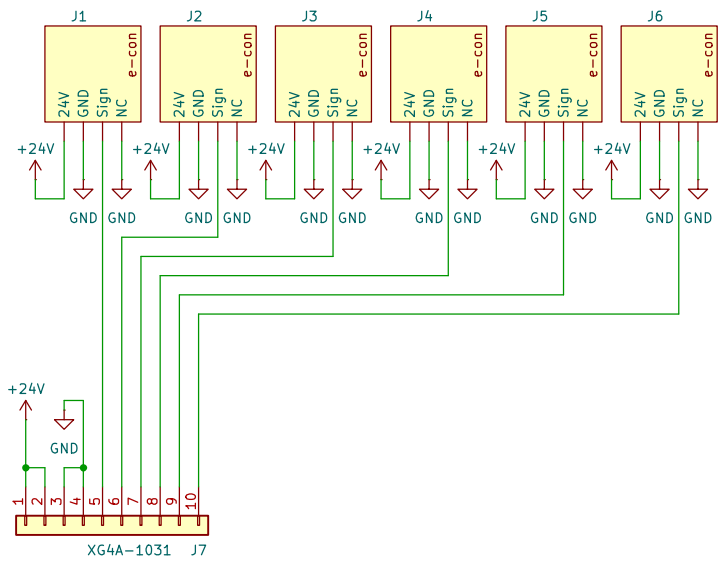 J1 J2 J3 J4 J5 J6
e-con e-con e-con e-con e-con e-con
24V GND Sign NC 24V GND Sign NC 24V GND Sign NC 24V GND Sign NC 24V GND Sign NC 24V GND Sign NC
+24V +24V +24V +24V +24V +24V
GND GND GND GND GND GND GND GND GND GND GND GND
+24V
GND
1 2 3 4 5 6 7 8 9 10
XG4A-1031 J7